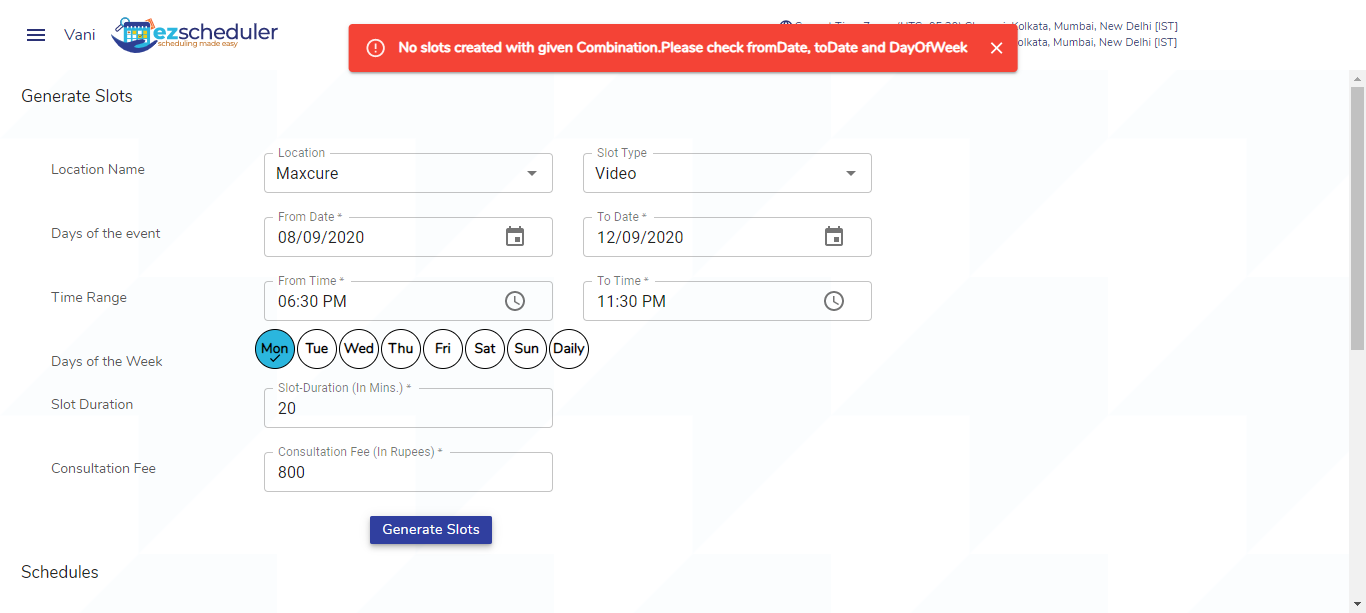 Vani
ezscheduler
scheduling made easy
No slots created with given Combination.Please check fromDate, toDate and DayOfWeek
Kolkata, Mumbai, New Delhi [IST]
Kolkata, Mumbai, New Delhi [IST]
Generate Slots
Location Name
Location
Maxcure
Slot Type
Video
Days of the event
From Date *
08/09/2020
To Date *
12/09/2020
Time Range
From Time *
06:30 PM
To Time *
11:30 PM
Days of the Week
Mon Tue Wed Thu Fri Sat Sun Daily
Slot Duration
Slot-Duration (In Mins.) *
20
Consultation Fee
Consultation Fee (In Rupees) *
800
Generate Slots
Schedules